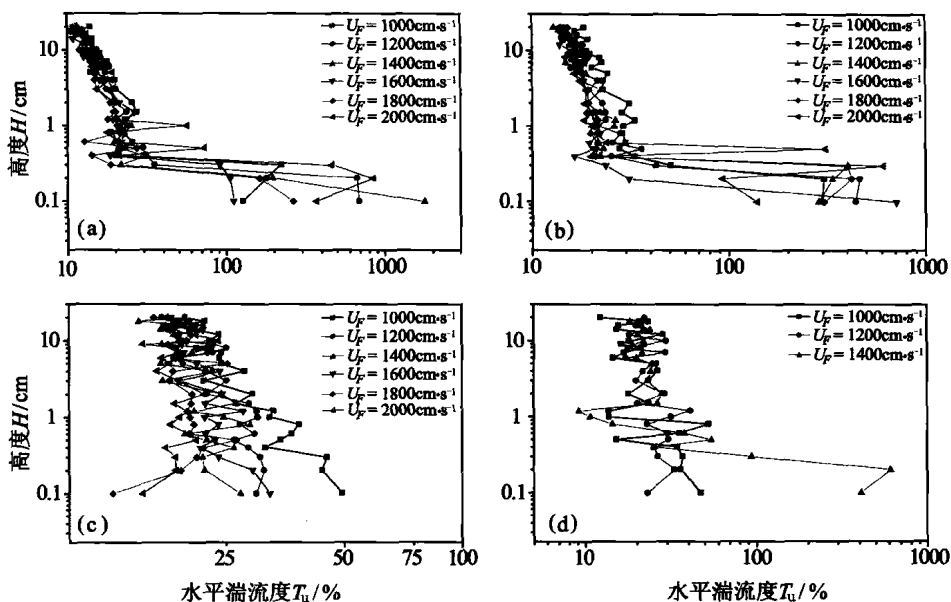 高度H/cm
10
1
0.1
(a)
U_F = 1000cm·s⁻¹
U_F = 1200cm·s⁻¹
U_F = 1400cm·s⁻¹
U_F = 1600cm·s⁻¹
U_F = 1800cm·s⁻¹
U_F = 2000cm·s⁻¹
10 100 1000
10
1
0.1
(b)
U_F = 1000cm·s⁻¹
U_F = 1200cm·s⁻¹
U_F = 1400cm·s⁻¹
U_F = 1600cm·s⁻¹
U_F = 1800cm·s⁻¹
U_F = 2000cm·s⁻¹
10 100 1000
高度H/cm
10
1
0.1
(c)
U_F = 1000cm·s⁻¹
U_F = 1200cm·s⁻¹
U_F = 1400cm·s⁻¹
U_F = 1600cm·s⁻¹
U_F = 1800cm·s⁻¹
U_F = 2000cm·s⁻¹
25 50 75 100
水平湍流度T_u/%
10
1
0.1
(d)
U_F = 1000cm·s⁻¹
U_F = 1200cm·s⁻¹
U_F = 1400cm·s⁻¹
10 100 1000
水平湍流度T_u/%